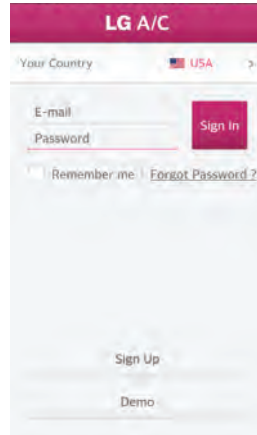 LG A/C
Your Country USA >
E-mail
Sign In
Password
Remember me | Forgot Password ?
Sign Up
Demo